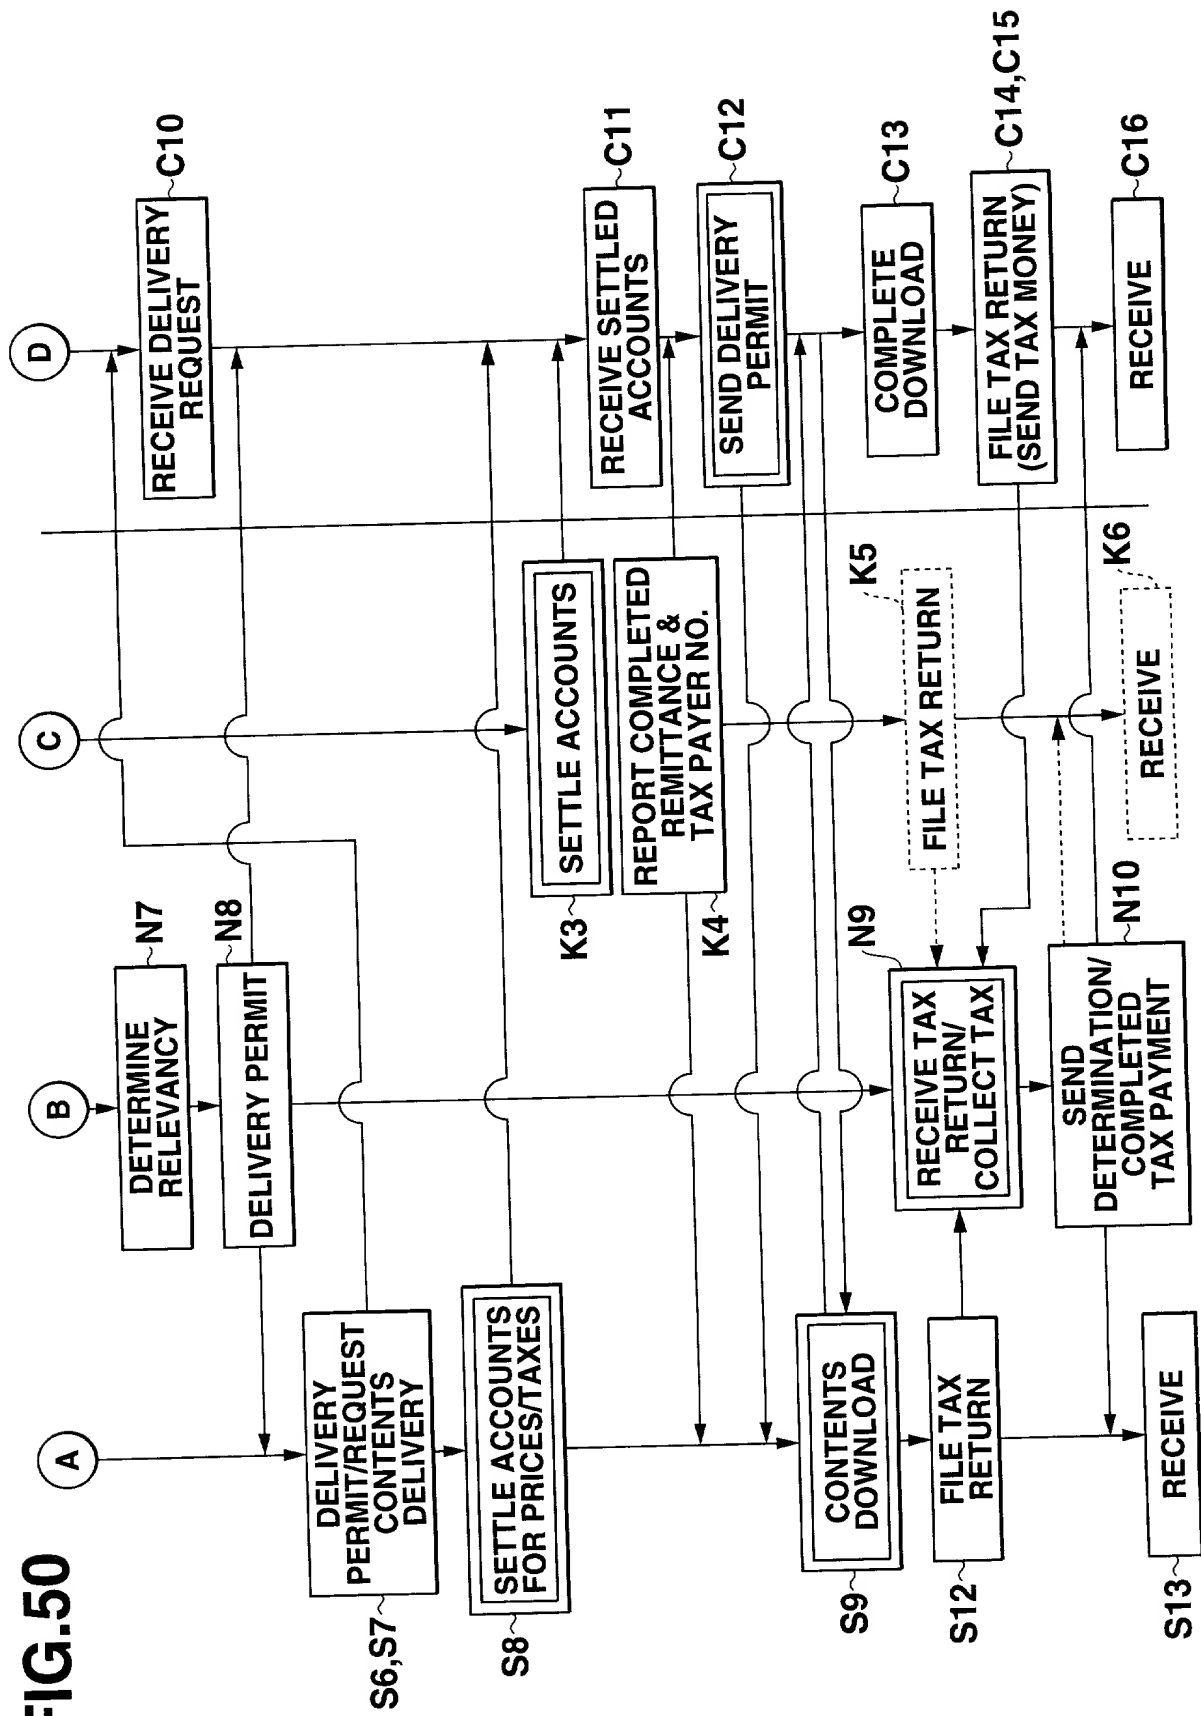 FIG.50
A
B
C
D
DETERMINE
RELEVANCY
N7
DELIVERY PERMIT
N8
RECEIVE DELIVERY
REQUEST
C10
DELIVERY
PERMIT/REQUEST
CONTENTS
DELIVERY
S6,S7
SETTLE ACCOUNTS
FOR PRICES/TAXES
S8
SETTLE ACCOUNTS
K3
RECEIVE SETTLED
ACCOUNTS
C11
REPORT COMPLETED
REMITTANCE &
TAX PAYER NO.
K4
SEND DELIVERY
PERMIT
C12
CONTENTS
DOWNLOAD
S9
COMPLETE
DOWNLOAD
C13
FILE TAX
RETURN
S12
RECEIVE TAX
RETURN/
COLLECT TAX
N9
FILE TAX RETURN
K5
FILE TAX RETURN
(SEND TAX MONEY)
C14,C15
SEND
DETERMINATION/
COMPLETED
TAX PAYMENT
N10
RECEIVE
S13
RECEIVE
K6
RECEIVE
C16